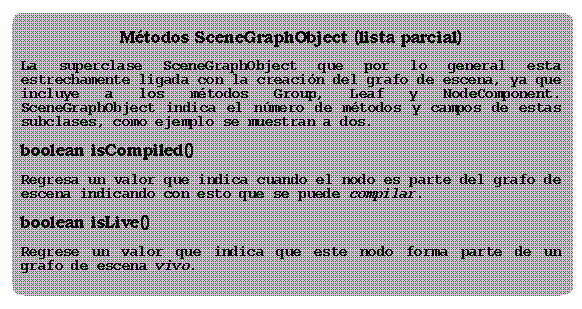 Métodos SceneGraphObject (lista parcial)
La superclase SceneGraphObject que por lo general esta
estrechamente ligada con la creación del grafo de escena, ya que
incluye a los métodos Group, Leaf y NodeComponent.
SceneGraphObject indica el número de métodos y campos de estas
subclases, como ejemplo se muestran a dos.
boolean isCompiled()
Regresa un valor que indica cuando el nodo es parte del grafo de
escena indicando con esto que se puede compilar.
boolean isLive()
Regrese un valor que indica que este nodo forma parte de un
grafo de escena vivo.